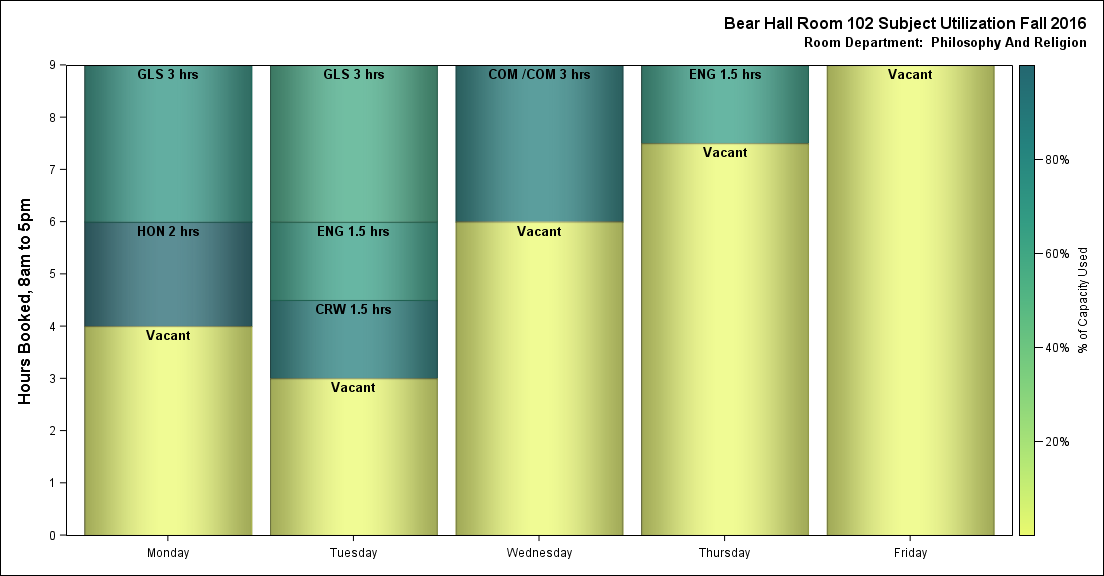 Bear Hall Room 102 Subject Utilization Fall 2016
Room Department:  Philosophy And Religion
Hours Booked, 8am to 5pm
9
8
7
6
5
4
3
2
1
0
GLS 3 hrs
HON 2 hrs
Vacant
GLS 3 hrs
ENG 1.5 hrs
CRW 1.5 hrs
Vacant
COM /COM 3 hrs
Vacant
ENG 1.5 hrs
Vacant
Vacant
Monday
Tuesday
Wednesday
Thursday
Friday
80%
60%
40%
20%
% of Capacity Used